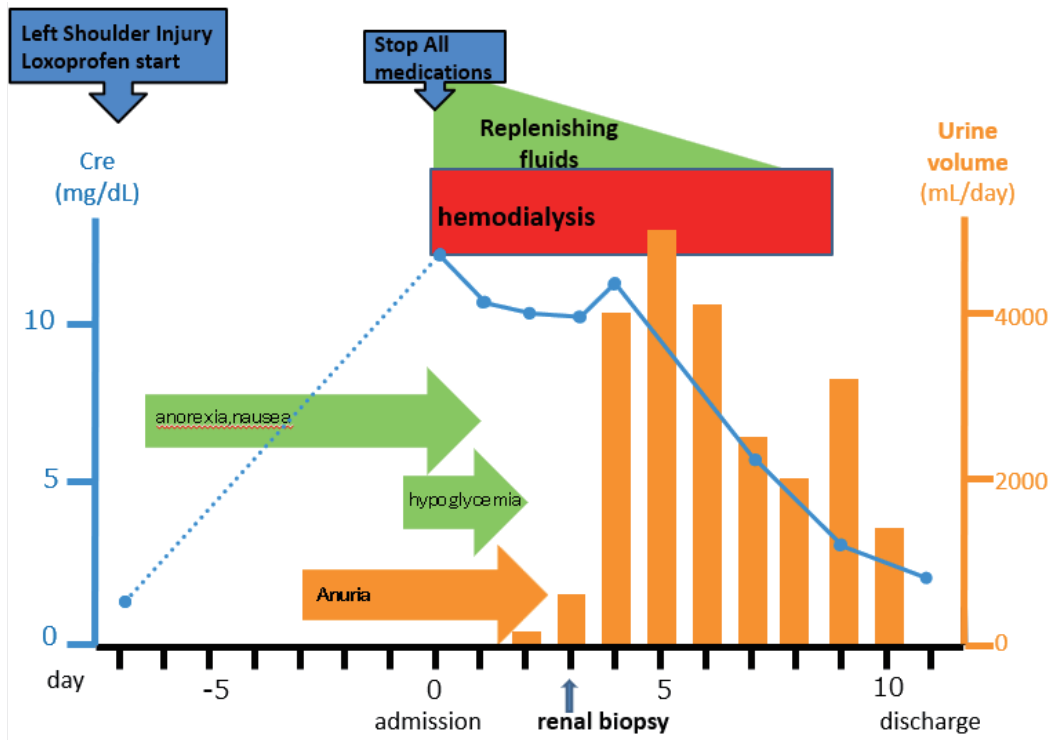 Left Shoulder Injury
Loxoprofen start
Stop All
medications
Replenishing
fluids
Urine
volume
(mL/day)
Cre
(mg/dL)
hemodialysis
10
4000
anorexia,nausea
5
2000
hypoglycemia
Anuria
0
0
day
-5
0
5
10
admission
renal biopsy
discharge